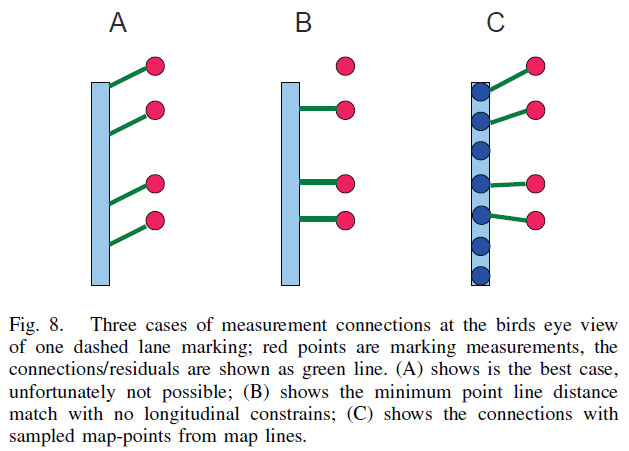 A B C
Fig. 8. Three cases of measurement connections at the birds eye view
of one dashed lane marking; red points are marking measurements, the
connections/residuals are shown as green line. (A) shows is the best case,
unfortunately not possible; (B) shows the minimum point line distance
match with no longitudinal constrains; (C) shows the connections with
sampled map-points from map lines.